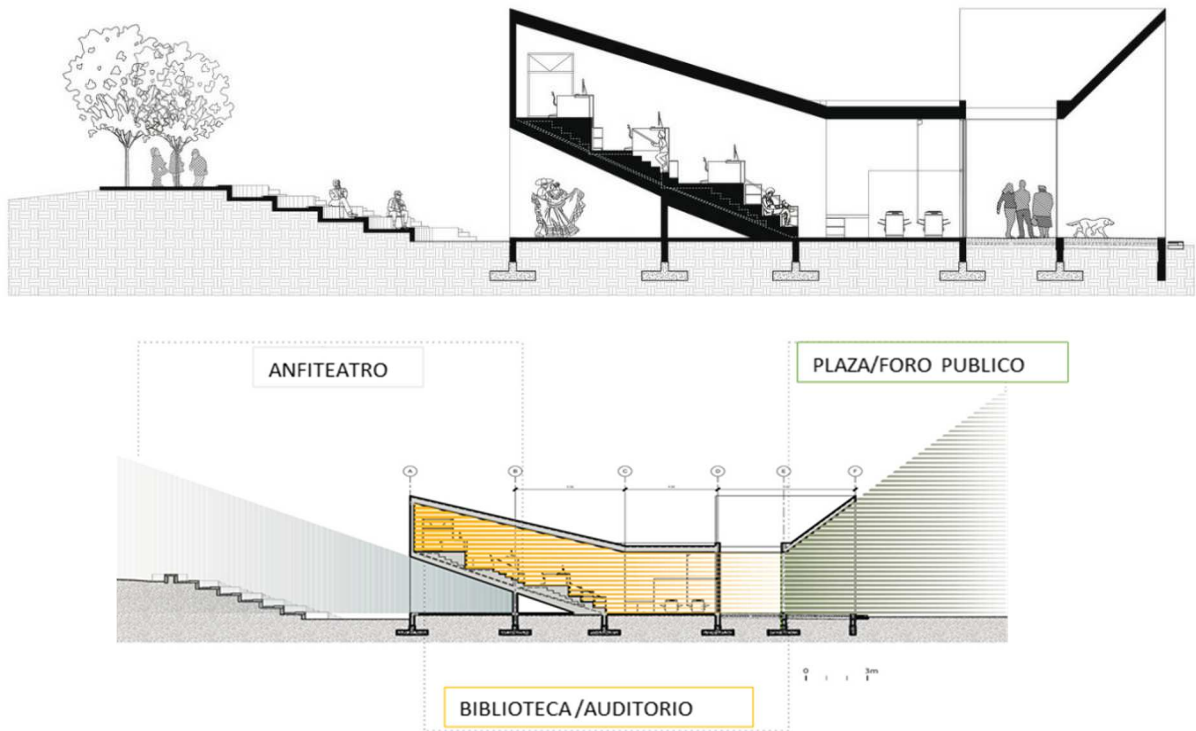 ANFITEATRO
PLAZA/FORO PUBLICO
A B C D E F
0 3m
BIBLIOTECA/AUDITORIO